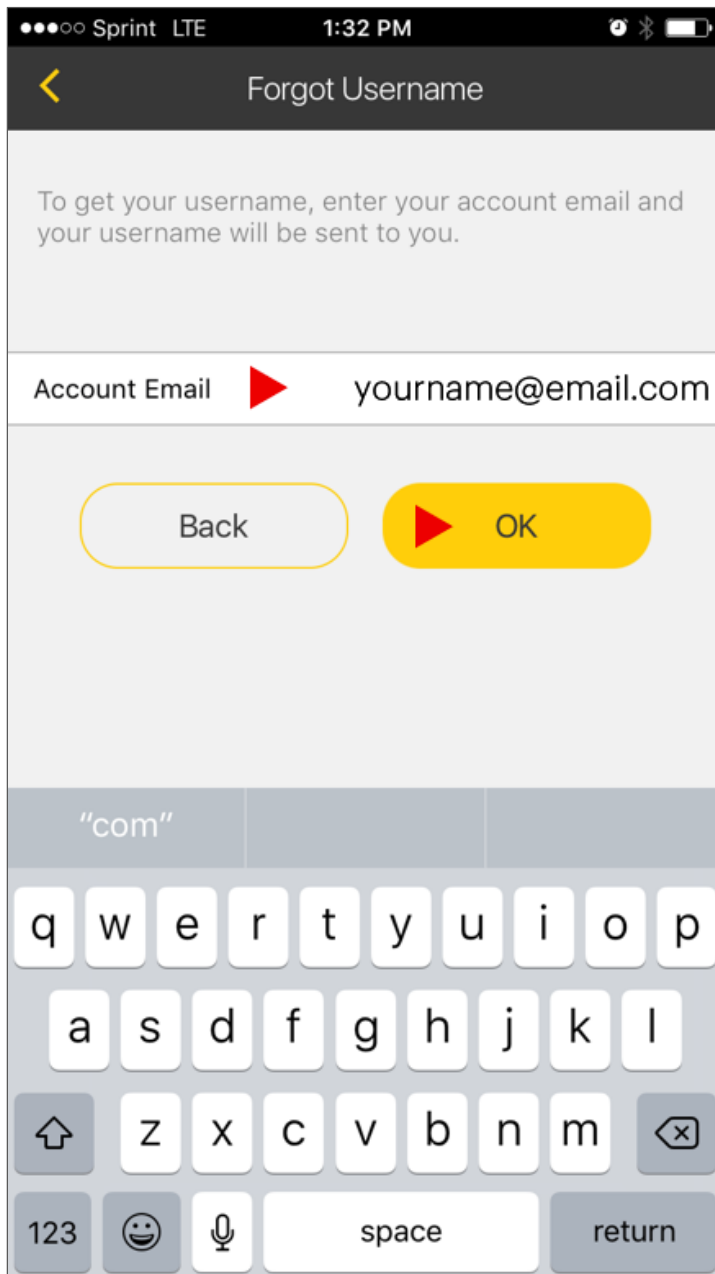 Sprint LTE 1:32 PM
Forgot Username
To get your username, enter your account email and
your username will be sent to you.
Account Email yourname@email.com
Back OK
“com”
q w e r t y u i o p
a s d f g h j k l
z x c v b n m
123 space return